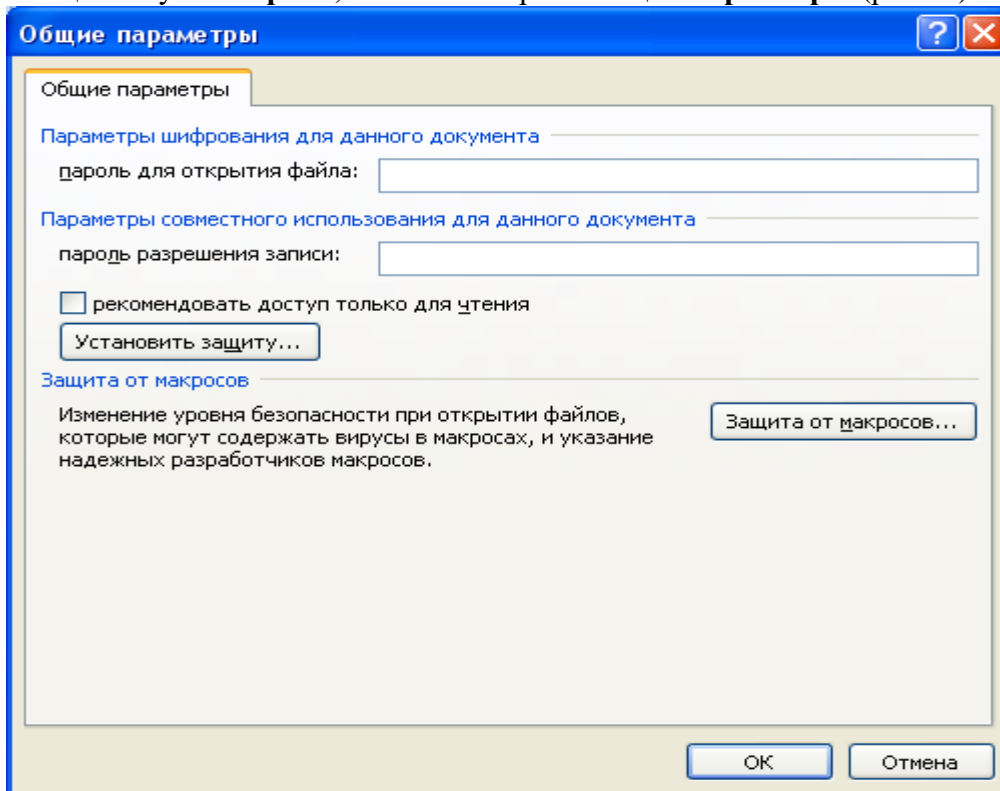 Общие параметры
Общие параметры
Параметры шифрования для данного документа
пароль для открытия файла:
Параметры совместного использования для данного документа
пароль разрешения записи:
рекомендовать доступ только для чтения
Установить защиту...
Защита от макросов
Изменение уровня безопасности при открытии файлов,
которые могут содержать вирусы в макросах, и указание
надежных разработчиков макросов.
Защита от макросов...
ОК
Отмена